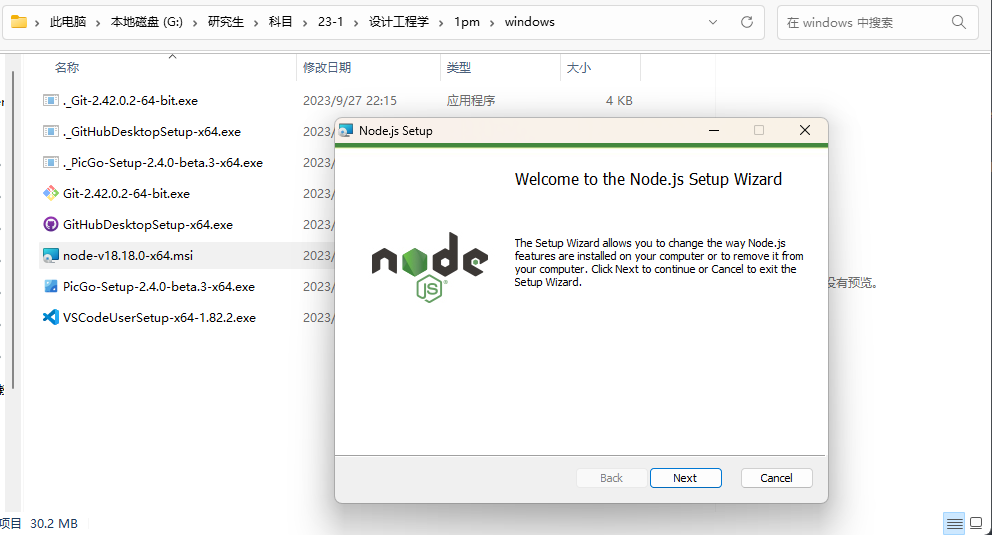 此电脑 本地磁盘 (G:) 研究生 科目 23-1 设计工程学 1pm windows
在 windows 中搜索
名称 修改日期 类型 大小
._Git-2.42.0.2-64-bit.exe 2023/9/27 22:15 应用程序 4 KB
._GitHubDesktopSetup-x64.exe 2023/
._PicGo-Setup-2.4.0-beta.3-x64.exe 2023/
Git-2.42.0.2-64-bit.exe 2023/
GitHubDesktopSetup-x64.exe 2023/
node-v18.18.0-x64.msi 2023/
PicGo-Setup-2.4.0-beta.3-x64.exe 2023/
VSCodeUserSetup-x64-1.82.2.exe 2023/
Node.js Setup
Welcome to the Node.js Setup Wizard
node
JS
The Setup Wizard allows you to change the way Node.js
features are installed on your computer or to remove it from
your computer. Click Next to continue or Cancel to exit the
Setup Wizard.
Back Next Cancel
没有预览。
项目 30.2 MB